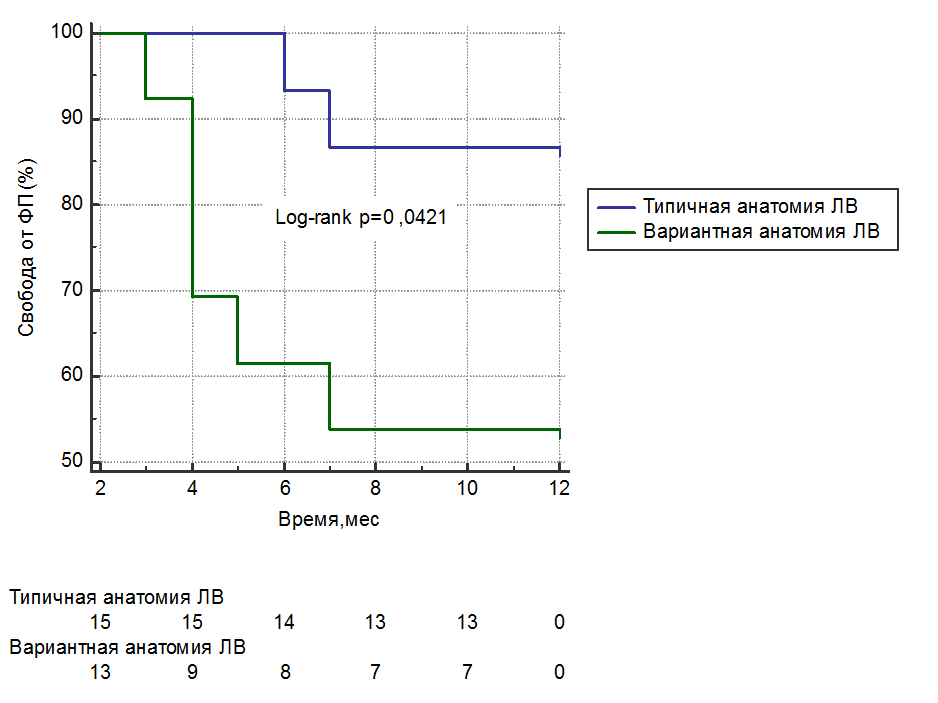 100
90
80
70
60
50
Свобода от ФП (%)
Log-rank p=0 ,0421
2 4 6 8 10 12
Время,мес
Типичная анатомия ЛВ
Вариантная анатомия ЛВ
Типичная анатомия ЛВ
15 15 14 13 13 0
Вариантная анатомия ЛВ
13 9 8 7 7 0